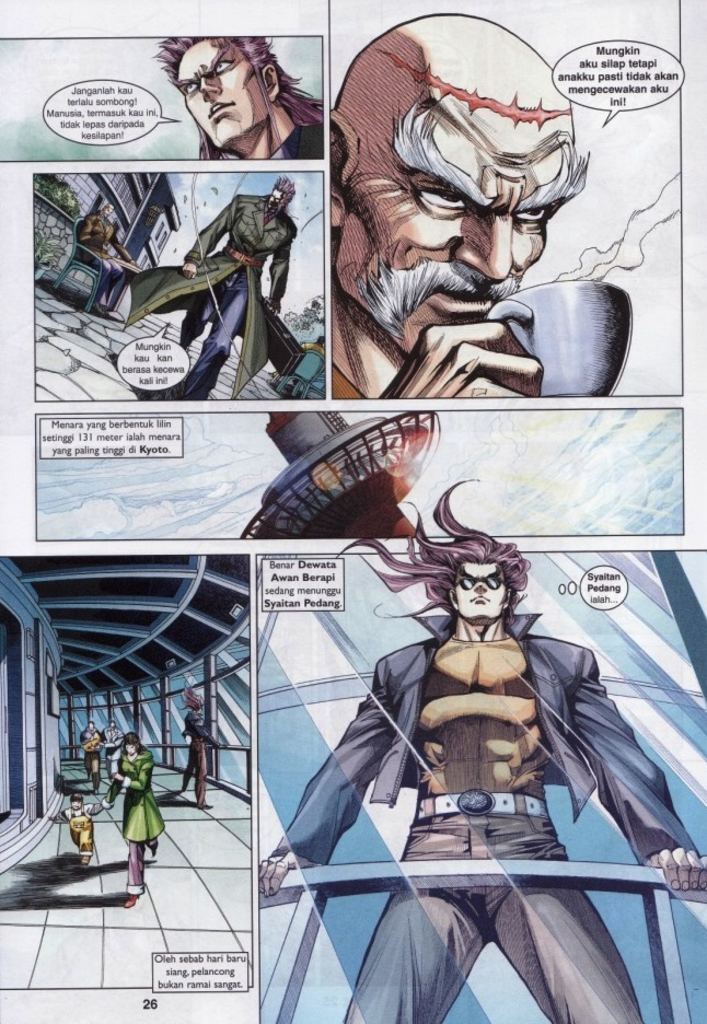 Janganlah kau
terlalu sombong!
Manusia, termasuk kau ini,
tidak lepas daripada
kesilapan!
Mungkin
aku silap tetapi
anakku pasti tidak akan
mengecewakan aku
ini!
Mungkin
kau kan
berasa kecewa
kali ini!
Menara yang berbentuk lilin
setinggi 131 meter ialah menara
yang paling tinggi di Kyoto.
Benar Dewata
Awan Berapi
sedang menunggu
Syaitan Pedang.
Syaitan
Pedang
ialah...
Oleh sebab hari baru
siang, pelancong
bukan ramai sangat.
26